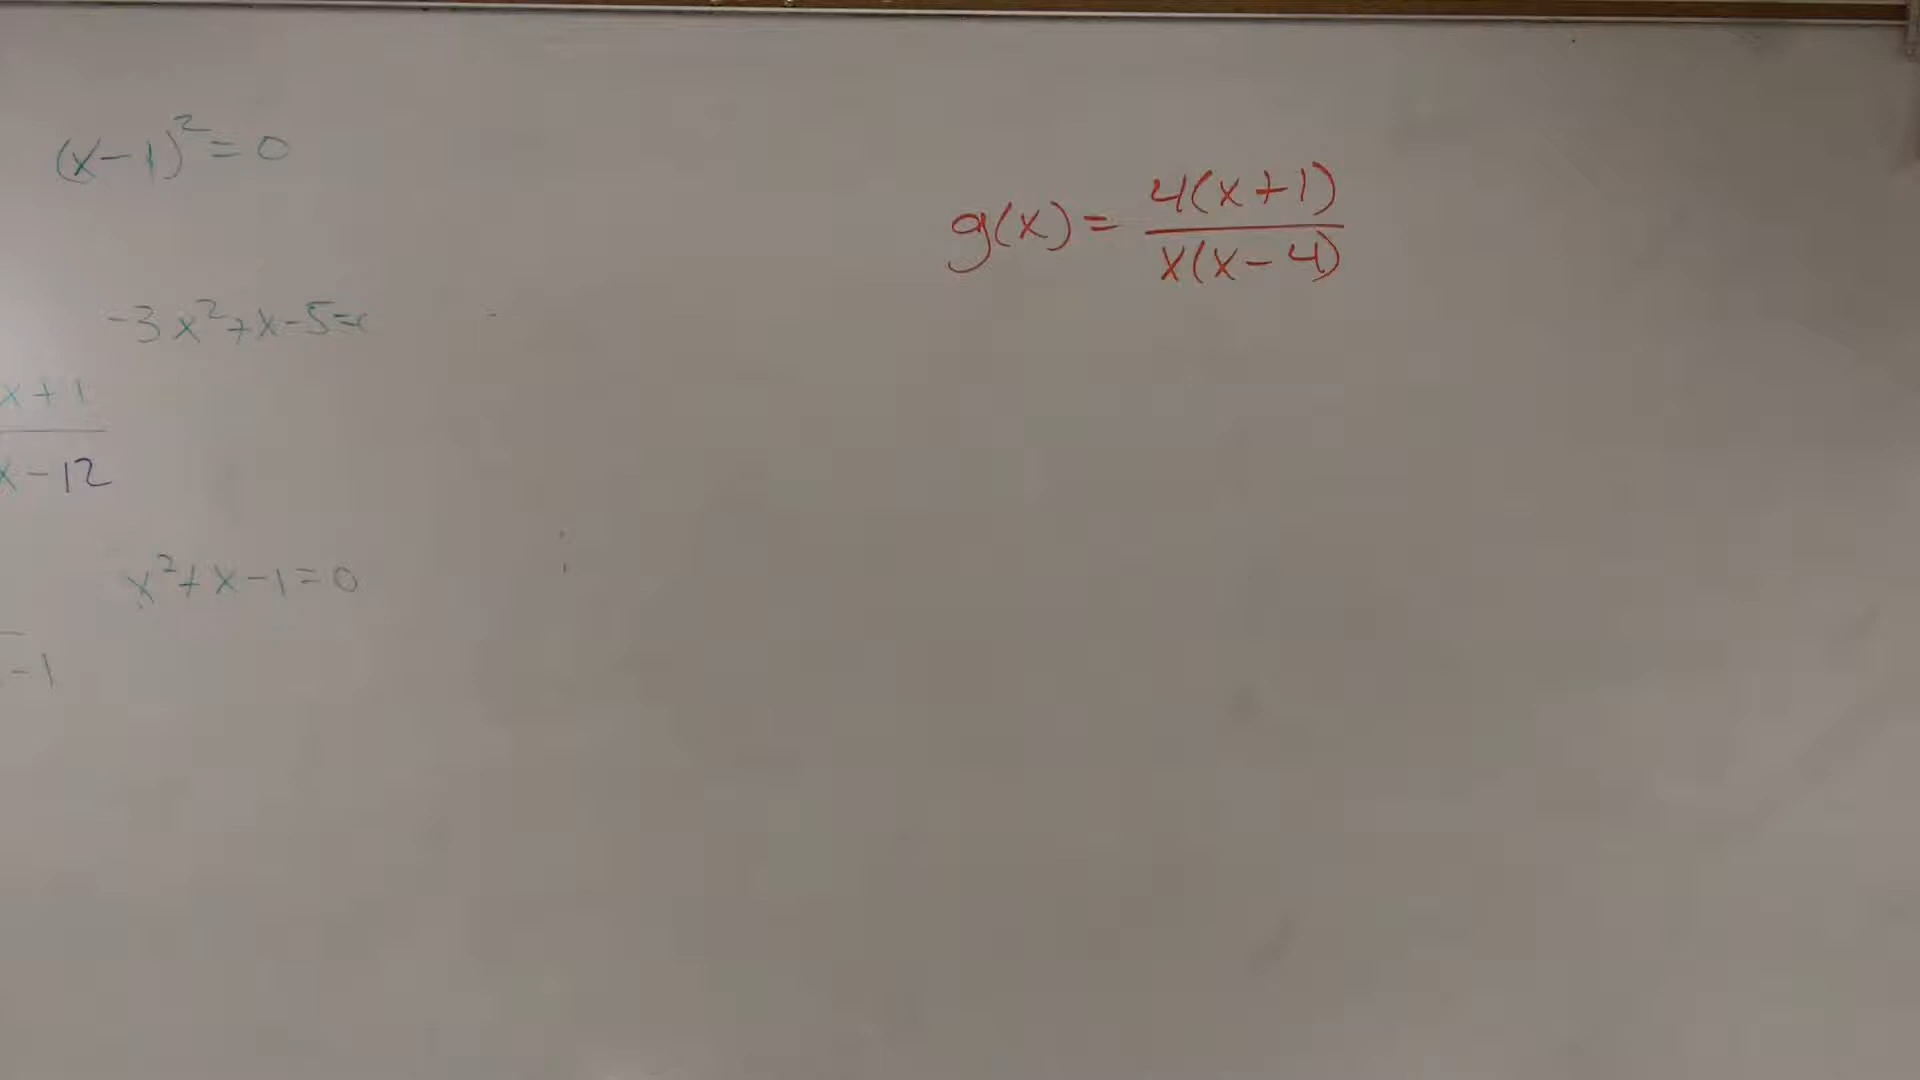 (x-1)²=0
g(x)= 4(x+1)
x(x-4)
-3x²+x-5=
x+1
x-12
x²+x-1=0
-1